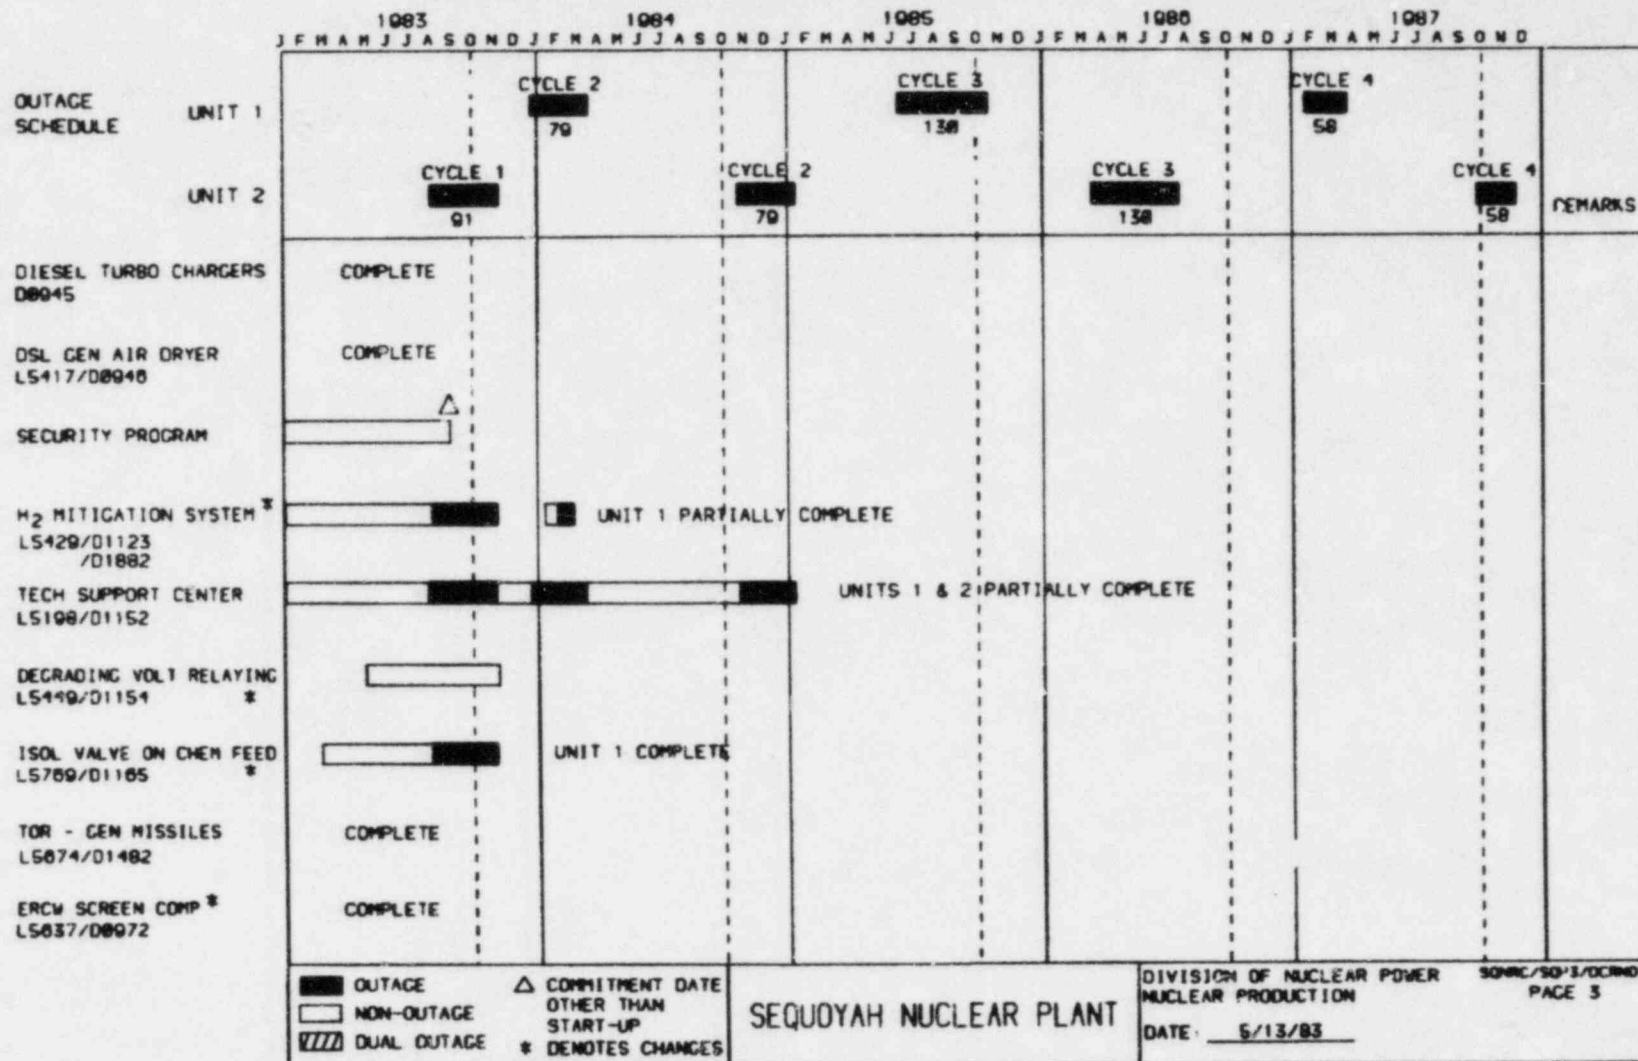 1983 1984 1985 1986 1987
J F M A M J J A S O N D J F M A M J J A S O N D J F M A M J J A S O N D J F M A M J J A S O N D J F M A M J J A S O N D
OUTAGE
SCHEDULE
UNIT 1
CYCLE 2
79
CYCLE 3
130
CYCLE 4
58
UNIT 2
CYCLE 1
91
CYCLE 2
79
CYCLE 3
130
CYCLE 4
58
REMARKS
DIESEL TURBO CHARGERS COMPLETE
D0945
DSL GEN AIR DRYER COMPLETE
L5417/D0946
SECURITY PROGRAM
H2 MITIGATION SYSTEM * UNIT 1 PARTIALLY COMPLETE
L5429/D1123
/D1882
TECH SUPPORT CENTER UNITS 1 & 2 PARTIALLY COMPLETE
L5198/D1152
DEGRADING VOLT RELAYING
L5449/D1154 *
ISOL VALVE ON CHEM FEED UNIT 1 COMPLETE
L5769/D1165 *
TOR - GEN MISSILES COMPLETE
L5674/D1482
ERCW SCREEN COMP * COMPLETE
L5637/D0972
OUTAGE
NON-OUTAGE
DUAL OUTAGE
△ COMMITMENT DATE
OTHER THAN
START-UP
* DENOTES CHANGES
SEQUOYAH NUCLEAR PLANT
DIVISION OF NUCLEAR POWER
NUCLEAR PRODUCTION
DATE: 5/13/83
PAGE 3